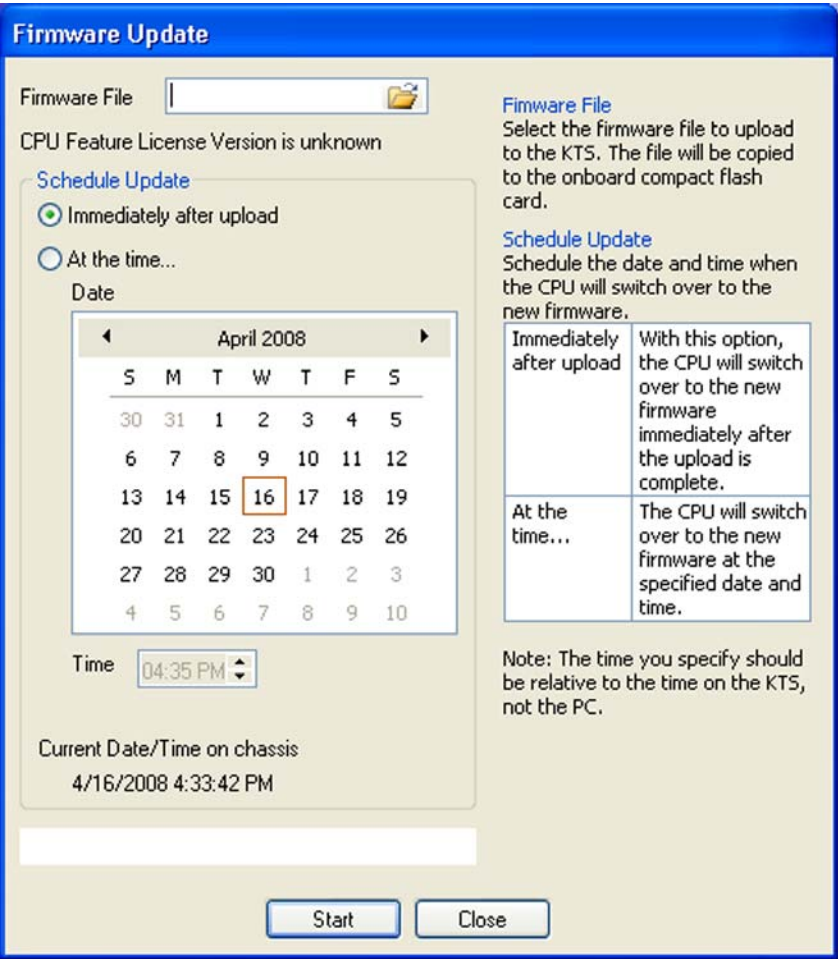 Firmware Update
Firmware File
CPU Feature License Version is unknown
Schedule Update
Immediately after upload
At the time...
Date
April 2008
S M T W T F S
30 31 1 2 3 4 5
6 7 8 9 10 11 12
13 14 15 16 17 18 19
20 21 22 23 24 25 26
27 28 29 30 1 2 3
4 5 6 7 8 9 10
Time 04:35 PM
Current Date/Time on chassis
4/16/2008 4:33:42 PM
Fimware File
Select the firmware file to upload
to the KTS. The file will be copied
to the onboard compact flash
card.
Schedule Update
Schedule the date and time when
the CPU will switch over to the
new firmware.
Immediately
after upload
With this option,
the CPU will switch
over to the new
firmware
immediately after
the upload is
complete.
At the
time...
The CPU will switch
over to the new
firmware at the
specified date and
time.
Note: The time you specify should
be relative to the time on the KTS,
not the PC.
Start
Close